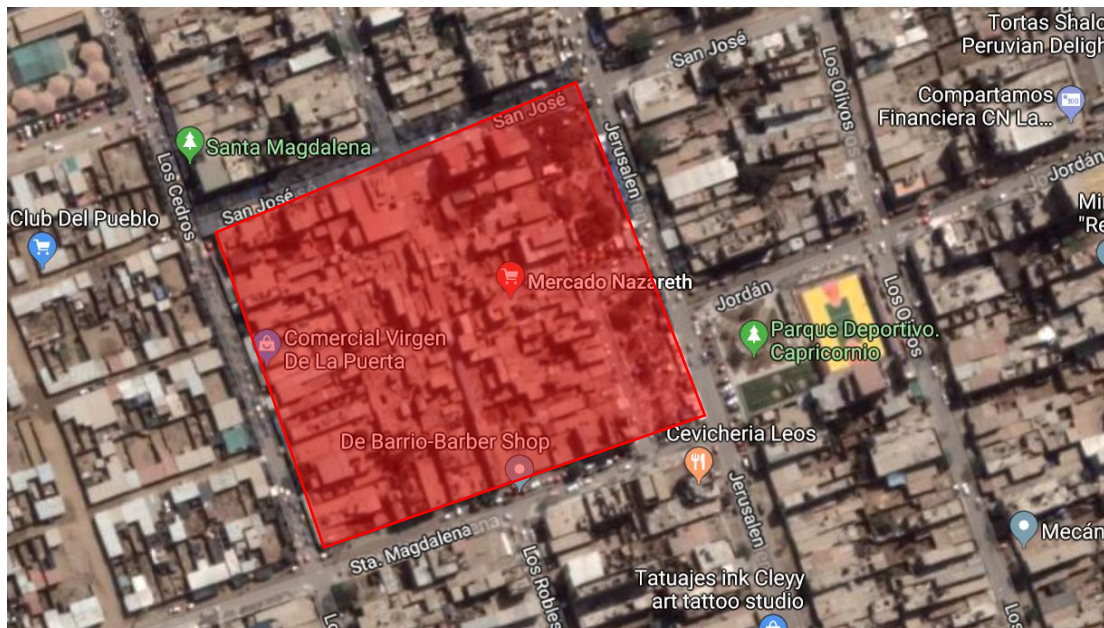 Tortas Shalo
Peruvian Deligh
San José
Los Olivos
Compartamos
Financiera CN La...
San José
Jerusalen
Santa Magdalena
Los Cedros
Jordán
San José
Club Del Pueblo
Mercado Nazareth
Jordán
Los Olivos
Comercial Virgen
De La Puerta
Parque Deportivo.
Capricornio
De Barrio-Barber Shop
Cevicheria Leos
Jerusalen
Sta. Magdalena
Mecán
Los Robles
Tatuajes ink Cleyy
art tattoo studio